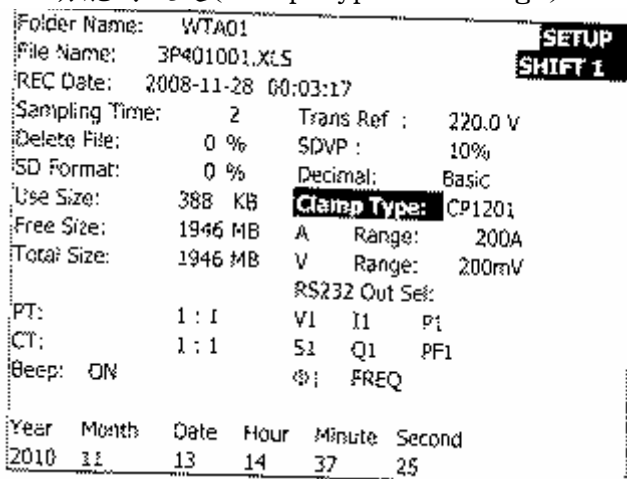 Folder Name: WTA01
SETUP
File Name: 3P401001.XLS
SHIFT 1
REC Date: 2008-11-28 00:03:17
Sampling Time: 2 Trans Ref : 220.0 V
Delete File: 0 % SDVP : 10%
SD Format: 0 % Decimal: Basic
Use Size: 388 KB Clamp Type: CP1201
Free Size: 1946 MB A Range: 200A
Total Size: 1946 MB V Range: 200mV
RS232 Out Sel:
PT: 1 : 1 V1 I1 P1
CT: 1 : 1 S1 Q1 PF1
Beep: ON Φ1 FREQ
Year Month Date Hour Minute Second
2010 11 13 14 37 25